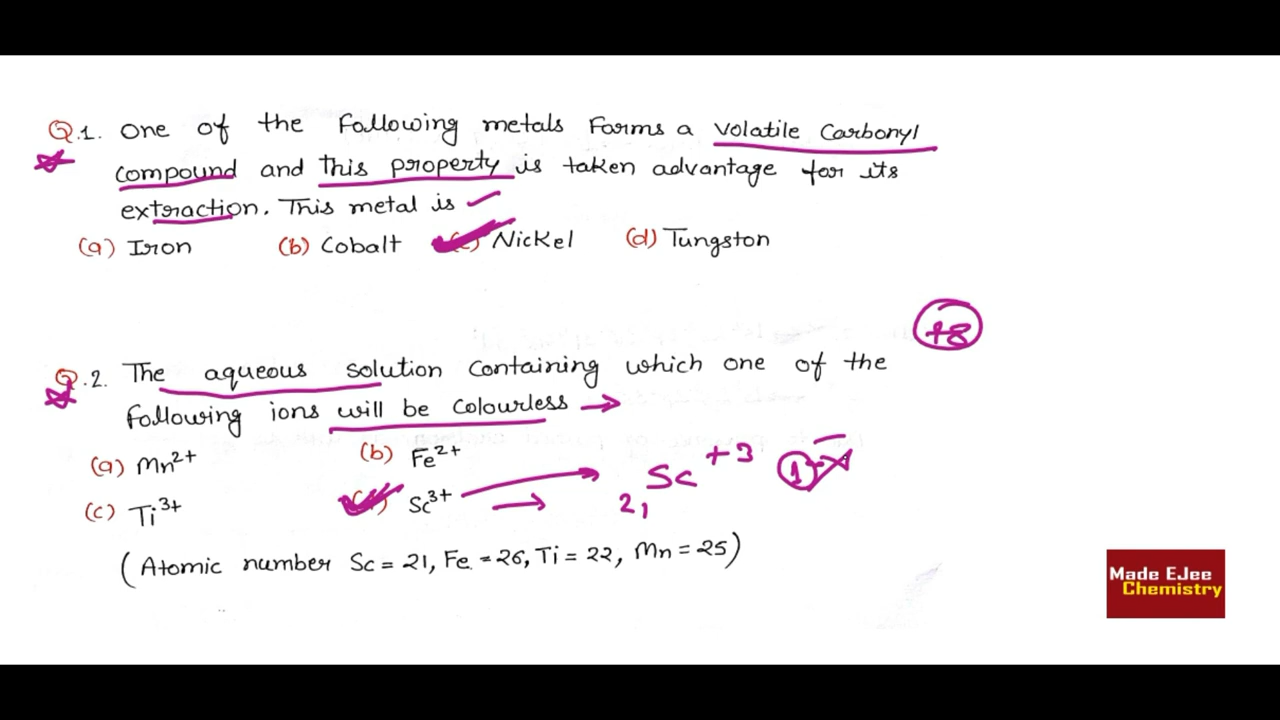 Q.1. One of the following metals forms a volatile Carbonyl
compound and this property is taken advantage for its
extraction. This metal is
(a) Iron (b) Cobalt (c) Nickel (d) Tungston
+8
Q.2. The aqueous solution containing which one of the
following ions will be colourless
(a) Mn2+ (b) Fe2+
Sc+3 1
21
(c) Ti3+ Sc3+
(Atomic number Sc = 21, Fe = 26, Ti = 22, Mn = 25)
Made EJee
Chemistry